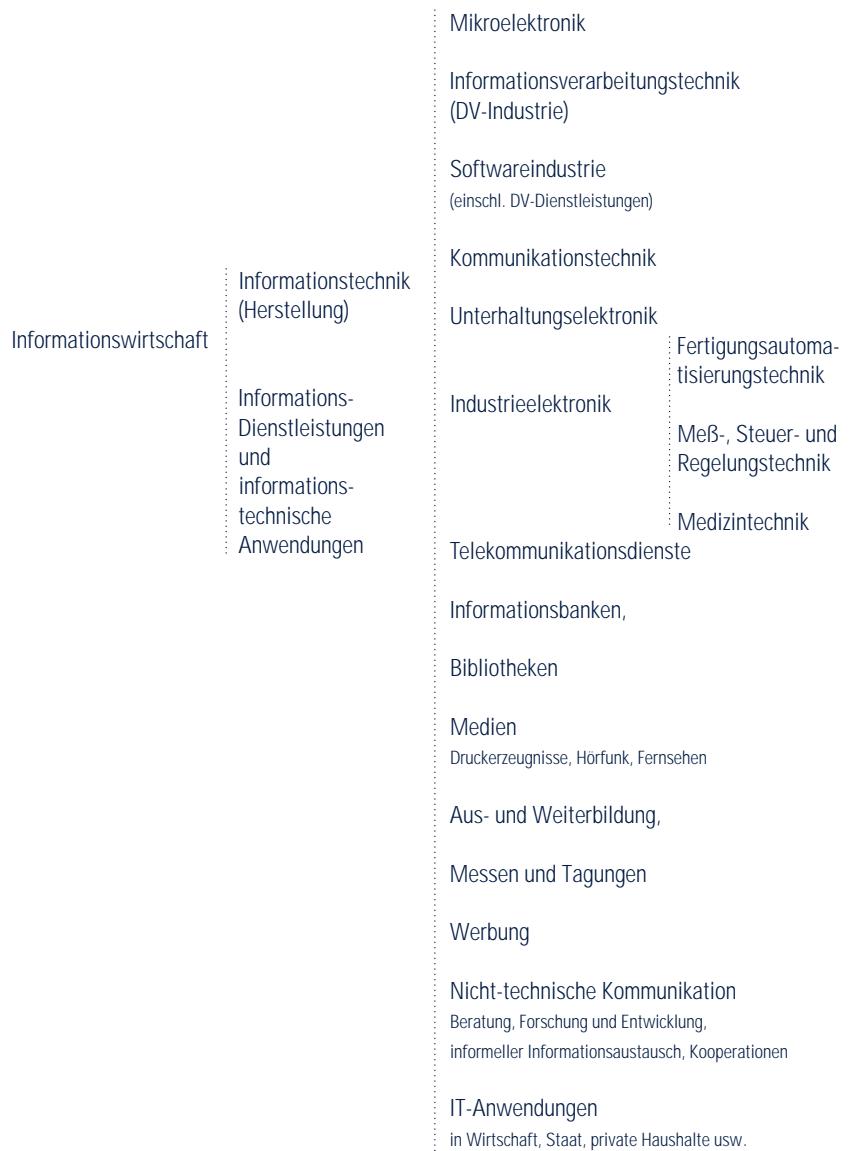 Informationswirtschaft
Informationstechnik
(Herstellung)
Informations-
Dienstleistungen
und
informations-
technische
Anwendungen
Mikroelektronik
Informationsverarbeitungstechnik
(DV-Industrie)
Softwareindustrie
(einschl. DV-Dienstleistungen)
Kommunikationstechnik
Unterhaltungselektronik
Industrieelektronik
Fertigungsautoma-
tisierungstechnik
Meß-, Steuer- und
Regelungstechnik
Medizintechnik
Telekommunikationsdienste
Informationsbanken,
Bibliotheken
Medien
Druckerzeugnisse, Hörfunk, Fernsehen
Aus- und Weiterbildung,
Messen und Tagungen
Werbung
Nicht-technische Kommunikation
Beratung, Forschung und Entwicklung,
informeller Informationsaustausch, Kooperationen
IT-Anwendungen
in Wirtschaft, Staat, private Haushalte usw.